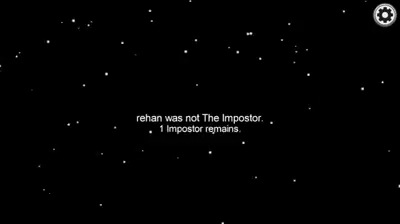 rehan was not The Impostor.
1 Impostor remains.